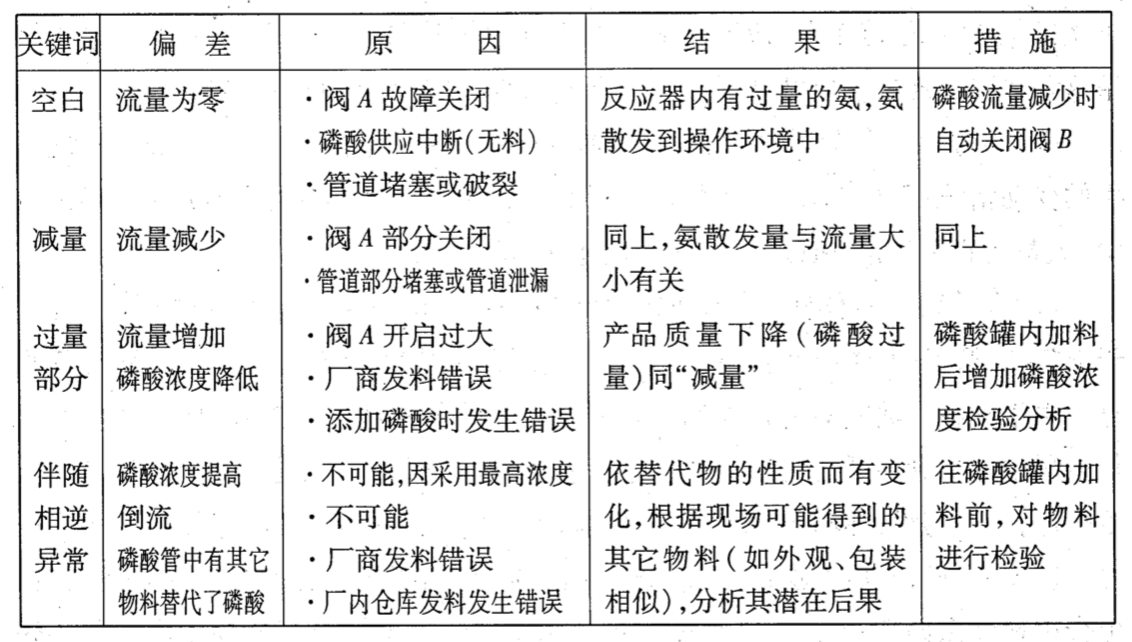 关键词 偏差 原因 结果 措施
空白 流量为零 ·阀A故障关闭 反应器内有过量的氨,氨 磷酸流量减少时
·磷酸供应中断(无料) 散发到操作环境中 自动关闭阀B
·管道堵塞或破裂
减量 流量减少 ·阀A部分关闭 同上,氨散发量与流量大 同上
·管道部分堵塞或管道泄漏 小有关
过量 流量增加 ·阀A开启过大 产品质量下降(磷酸过 磷酸罐内加料
部分 磷酸浓度降低 ·厂商发料错误 量)同“减量” 后增加磷酸浓
·添加磷酸时发生错误 度检验分析
伴随 磷酸浓度提高 ·不可能,因采用最高浓度 依替代物的性质而有变 往磷酸罐内加
相逆 倒流 ·不可能 化,根据现场可能得到的 料前,对物料
异常 磷酸管中有其它 ·厂商发料错误 其它物料(如外观、包装 进行检验
物料替代了磷酸 ·厂内仓库发料发生错误 相似),分析其潜在后果